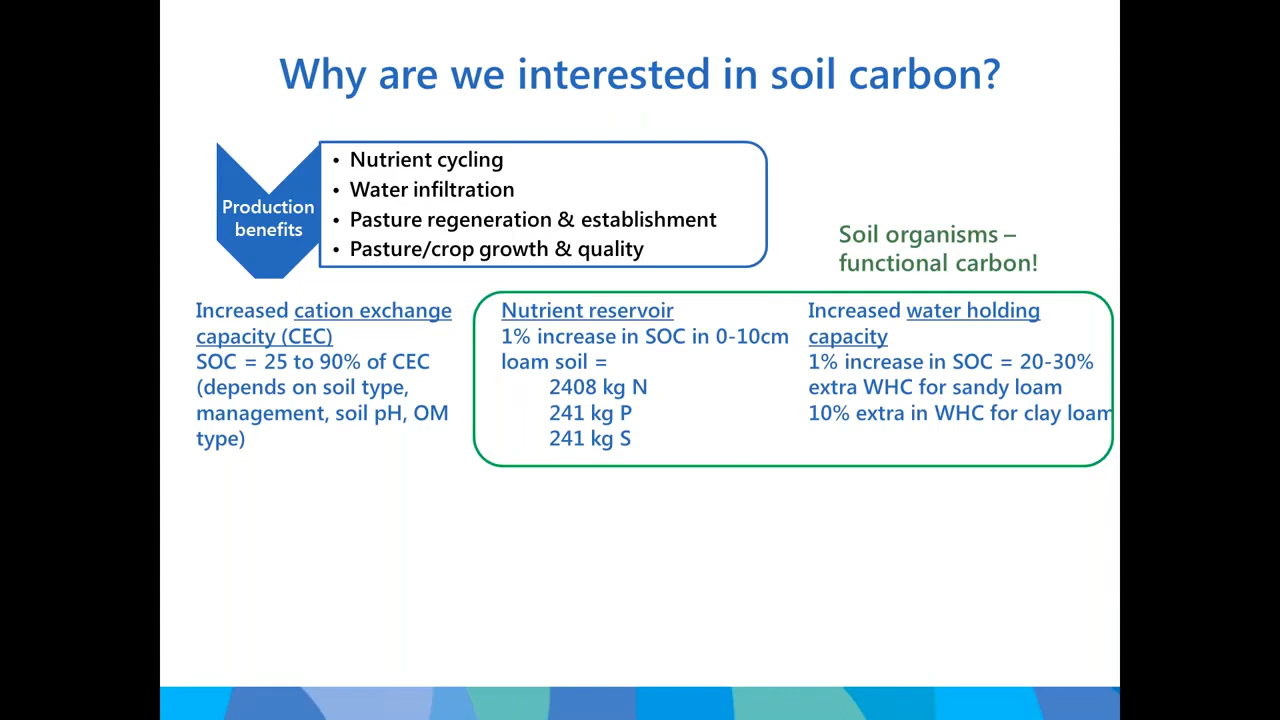 Why are we interested in soil carbon?
Production
benefits
• Nutrient cycling
• Water infiltration
• Pasture regeneration & establishment
• Pasture/crop growth & quality
Soil organisms –
functional carbon!
Increased cation exchange
capacity (CEC)
SOC = 25 to 90% of CEC
(depends on soil type,
management, soil pH, OM
type)
Nutrient reservoir
1% increase in SOC in 0-10cm
loam soil =
2408 kg N
241 kg P
241 kg S
Increased water holding
capacity
1% increase in SOC = 20-30%
extra WHC for sandy loam
10% extra in WHC for clay loam